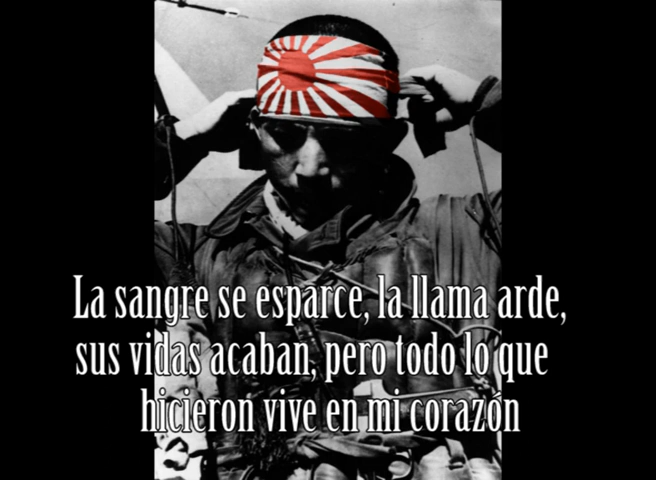 La sangre se esparce, la llama arde,
sus vidas acaban, pero todo lo que
hicieron vive en mi corazón